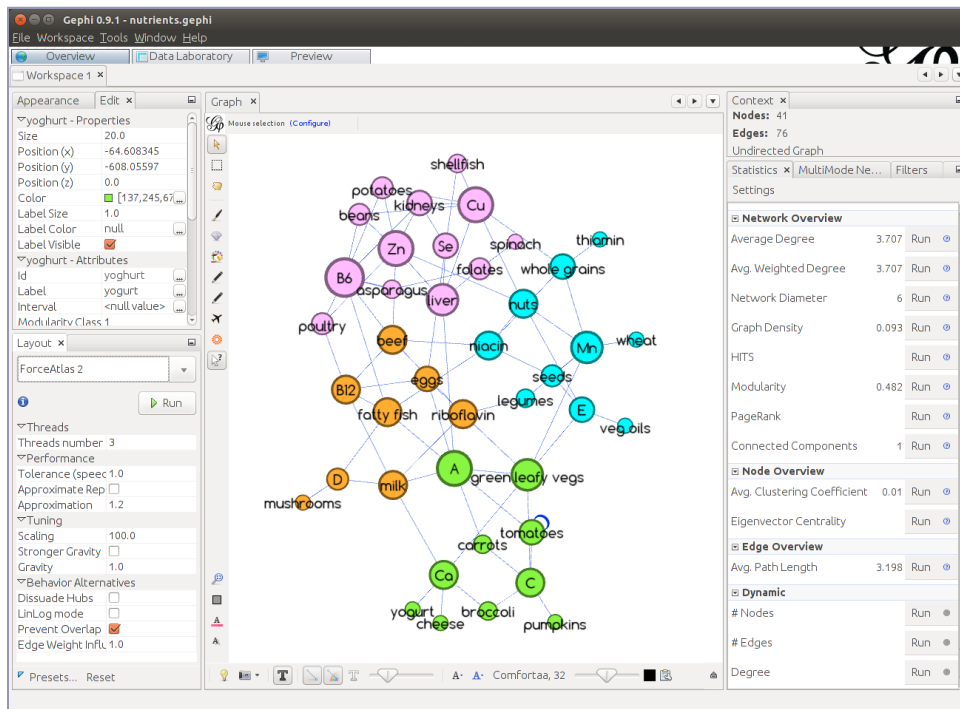 Gephi 0.9.1 - nutrients.gephi
File Workspace Tools Window Help
Overview Data Laboratory Preview
Workspace 1 ×
Appearance Edit ×
yoghurt - Properties
Size 20.0
Position (x) -64.608345
Position (y) -608.05597
Position (z) 0.0
Color [137,245,67 ...
Label Size 1.0
Label Color null ...
Label Visible
yoghurt - Attributes
Id yoghurt ...
Label yogurt ...
Interval <null value> ...
Modularity Class 1
Layout ×
ForceAtlas 2
Run
Threads
Threads number 3
Performance
Tolerance (speec 1.0
Approximate Rep
Approximation 1.2
Tuning
Scaling 100.0
Stronger Gravity
Gravity 1.0
Behavior Alternatives
Dissuade Hubs
LinLog mode
Prevent Overlap
Edge Weight Influ 1.0
Presets... Reset
Graph ×
Mouse selection (Configure)
shellfish
potatoes
kidneys
Cu
beans
Zn
Se
spinach
thiamin
B6
folates
whole grains
asparagus
liver
nuts
poultry
beef
niacin
Mn
wheat
eggs
seeds
B12
legumes
fatty fish
riboflavin
E
veg oils
A
green leafy vegs
D
milk
mushrooms
tomatoes
carrots
Ca
C
yogurt
broccoli
cheese
pumpkins
T
T
A- A- Comfortaa, 32
A
A
Context ×
Nodes: 41
Edges: 76
Undirected Graph
Statistics × MultiMode Ne... Filters
Settings
Network Overview
Average Degree 3.707 Run
Avg. Weighted Degree 3.707 Run
Network Diameter 6 Run
Graph Density 0.093 Run
HITS Run
Modularity 0.482 Run
PageRank Run
Connected Components 1 Run
Node Overview
Avg. Clustering Coefficient 0.01 Run
Eigenvector Centrality Run
Edge Overview
Avg. Path Length 3.198 Run
Dynamic
# Nodes Run
# Edges Run
Degree Run